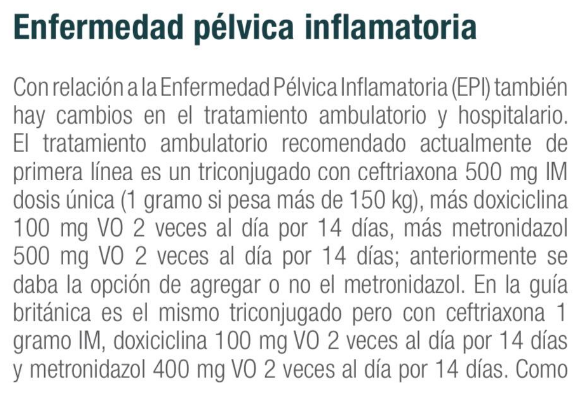 Enfermedad pélvica inflamatoria
Con relación a la Enfermedad Pélvica Inflamatoria (EPI) también
hay cambios en el tratamiento ambulatorio y hospitalario.
El tratamiento ambulatorio recomendado actualmente de
primera línea es un triconjugado con ceftriaxona 500 mg IM
dosis única (1 gramo si pesa más de 150 kg), más doxiciclina
100 mg VO 2 veces al día por 14 días, más metronidazol
500 mg VO 2 veces al día por 14 días; anteriormente se
daba la opción de agregar o no el metronidazol. En la guía
británica es el mismo triconjugado pero con ceftriaxona 1
gramo IM, doxiciclina 100 mg VO 2 veces al día por 14 días
y metronidazol 400 mg VO 2 veces al día por 14 días. Como